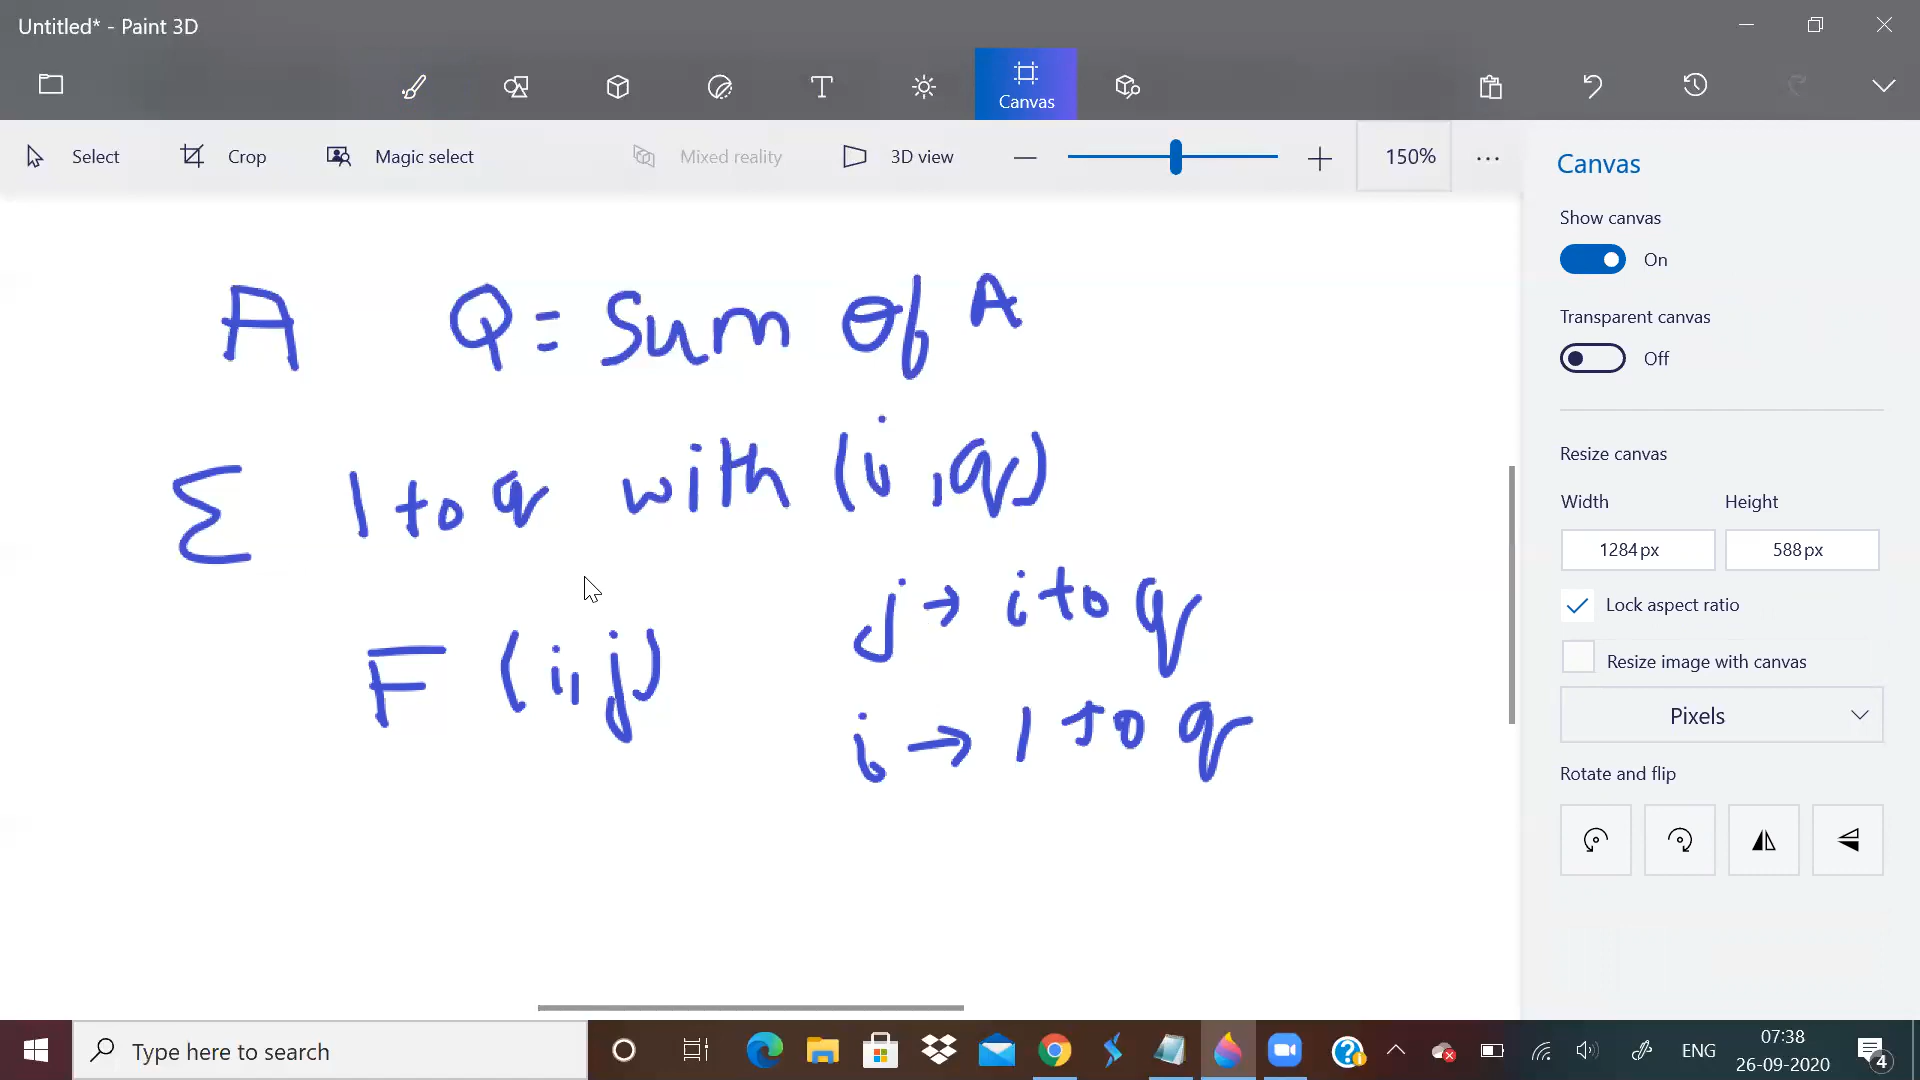 Untitled* - Paint 3D
Canvas
Select Crop Magic select Mixed reality 3D view 150% ...
Canvas
Show canvas
On
Transparent canvas
Off
Resize canvas
Width Height
1284 px 588 px
Lock aspect ratio
Resize image with canvas
Pixels
Rotate and flip
A Q = Sum of A
Σ 1 to q with (i, q)
j → i to q
F (i, j)
i → 1 to q
Type here to search
ENG
07:38
26-09-2020
4